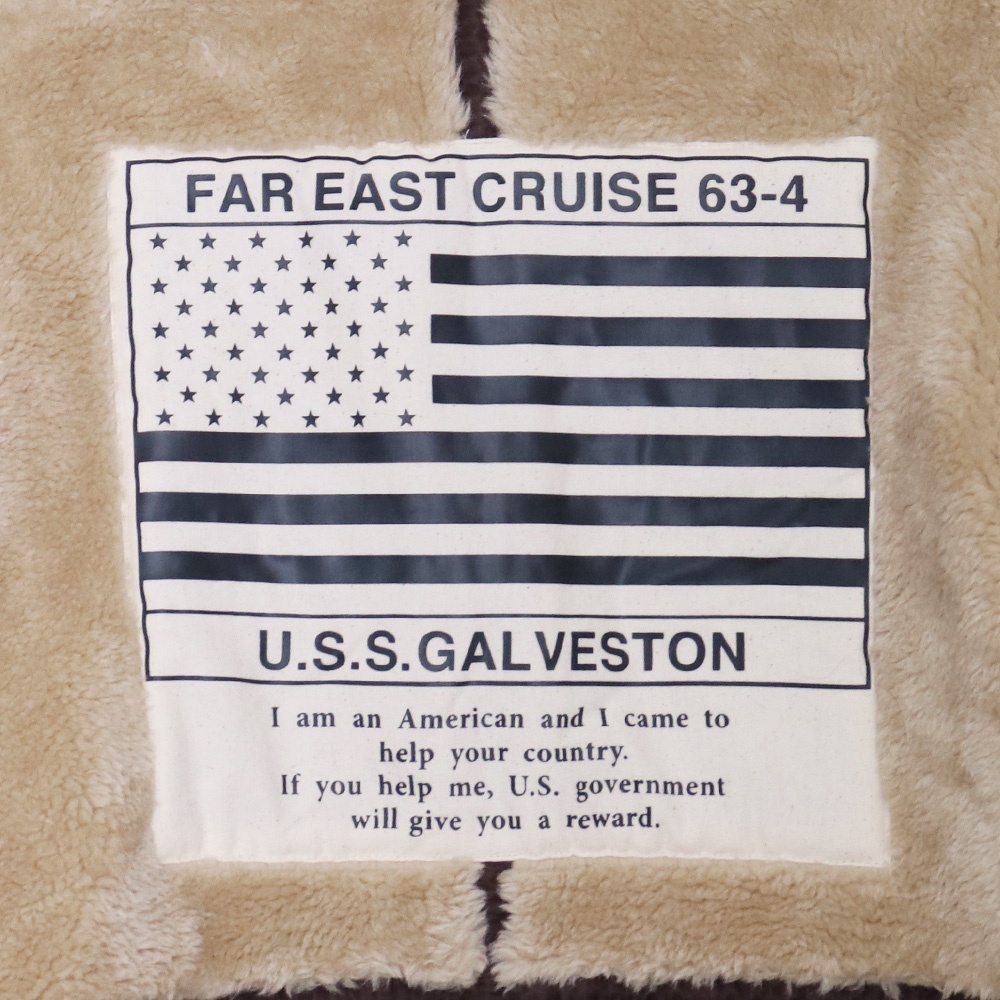 FAR EAST CRUISE 63-4
U.S.S.GALVESTON
I am an American and I came to
help your country.
If you help me, U.S. government
will give you a reward.